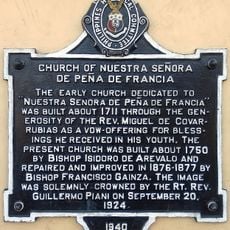 CHURCH OF NUESTRA SEÑORA
DE PEÑA DE FRANCIA
THE EARLY CHURCH DEDICATED TO
"NUESTRA SENORA DE PEÑA DE FRANCIA"
WAS BUILT ABOUT 1711 THROUGH THE GEN-
EROSITY OF THE REV. MIGUEL DE COVAR-
RUBIAS AS A VOW-OFFERING FOR BLESS-
INGS HE RECEIVED IN HIS YOUTH. THE
PRESENT CHURCH WAS BUILT ABOUT 1750
BY BISHOP ISIDORO DE AREVALO AND
REPAIRED AND IMPROVED IN 1876-1877 BY
BISHOP FRANCISCO GAINZA. THE IMAGE
WAS SOLEMNLY CROWNED BY THE RT. REV.
GUILLERMO PIANI ON SEPTEMBER 20,
1924.
1940